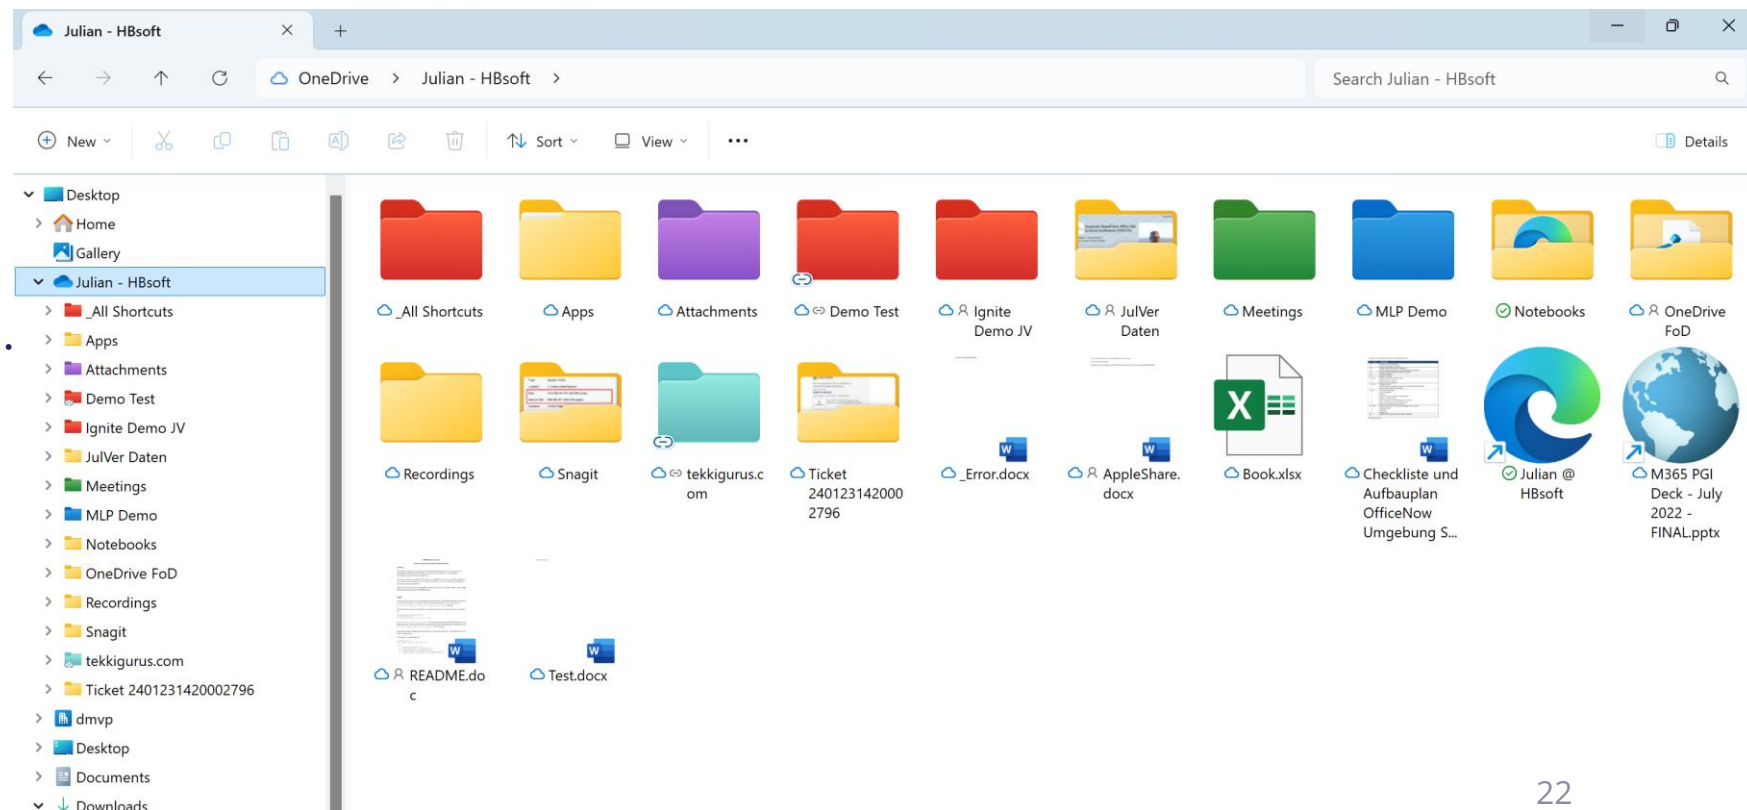 Julian - HBsoft
OneDrive > Julian - HBsoft >
Search Julian - HBsoft
New
Sort
View
Details
Desktop
Home
Gallery
Julian - HBsoft
_All Shortcuts
Apps
Attachments
Demo Test
Ignite Demo JV
JulVer Daten
Meetings
MLP Demo
Notebooks
OneDrive FoD
Recordings
Snagit
tekkigurus.com
Ticket 2401231420002796
dmvp
Desktop
Documents
Downloads
_All Shortcuts
Apps
Attachments
Demo Test
Ignite
Demo JV
JulVer
Daten
Meetings
MLP Demo
Notebooks
OneDrive
FoD
Recordings
Snagit
tekkigurus.c
om
Ticket
240123142000
2796
_Error.docx
AppleShare.
docx
Book.xlsx
Checkliste und
Aufbauplan
OfficeNow
Umgebung S...
Julian @
HBsoft
M365 PGI
Deck - July
2022 -
FINAL.pptx
README.do
c
Test.docx
22